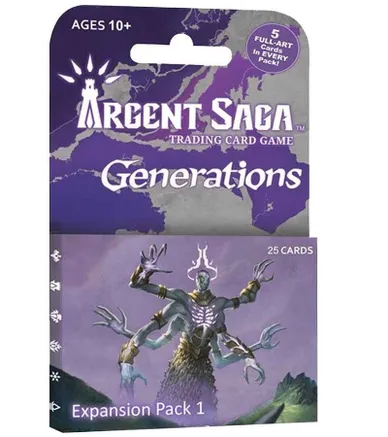 AGES 10+
5
FULL-ART
Cards
In EVERY
Pack!
ARGENT SAGA™
TRADING CARD GAME
Generations
25 CARDS
Expansion Pack 1